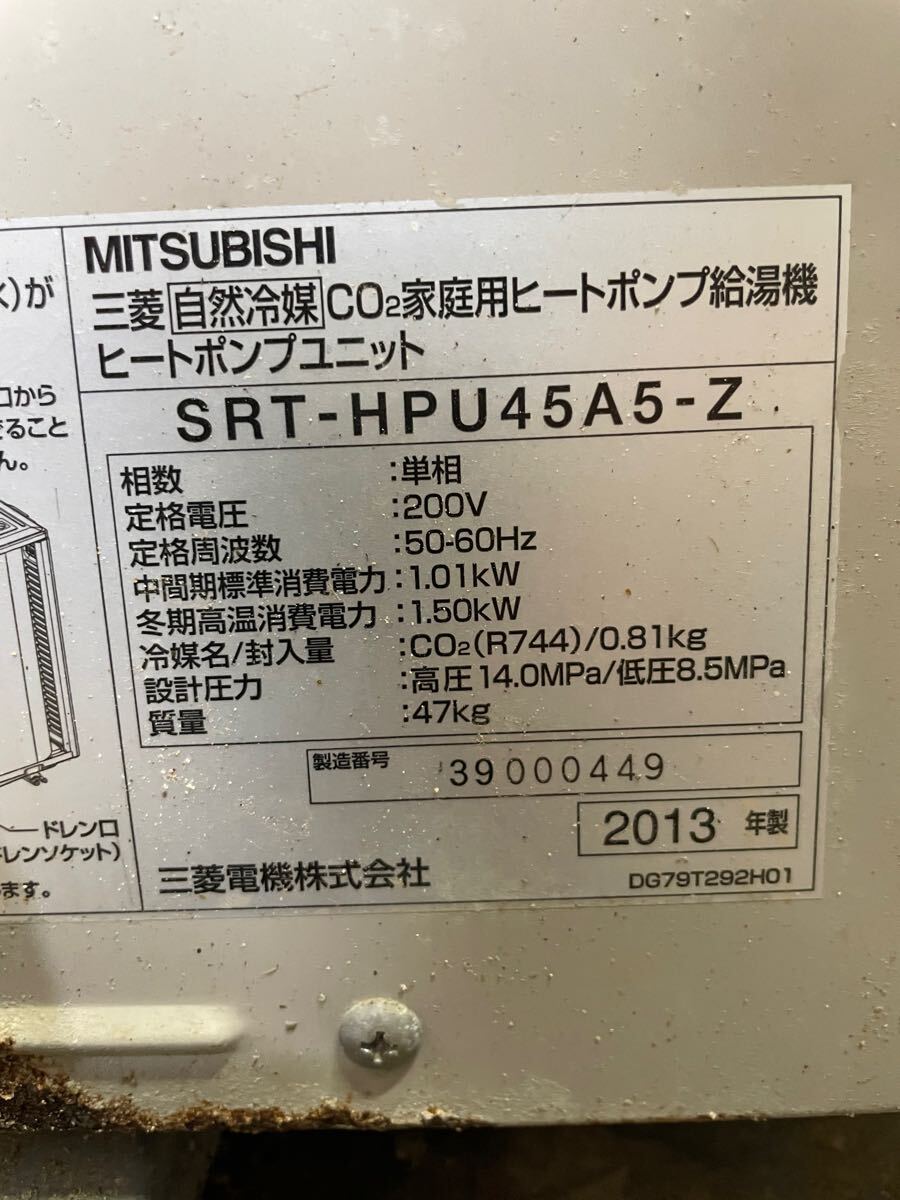 水)が
口から
でること
ん。
ドレン口
ドレンソケット)
ます。
MITSUBISHI
三菱 自然冷媒 CO₂家庭用ヒートポンプ給湯機
ヒートポンプユニット
SRT-HPU45A5-Z
相数 :単相
定格電圧 :200V
定格周波数 :50-60Hz
中間期標準消費電力:1.01kW
冬期高温消費電力:1.50kW
冷媒名/封入量 :CO₂(R744)/0.81kg
設計圧力 :高圧14.0MPa/低圧8.5MPa
質量 :47kg
製造番号 39000449
2013 年製
三菱電機株式会社 DG79T292H01